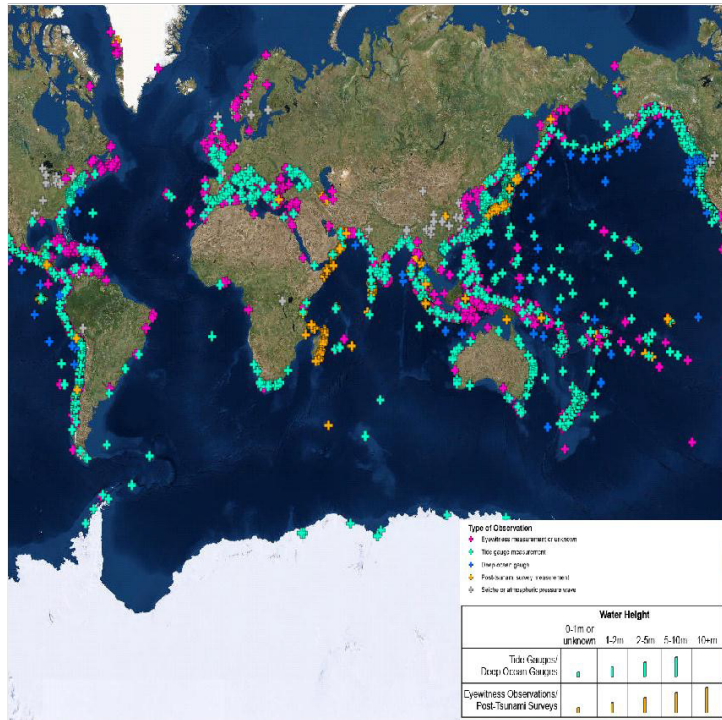 Type of Observation
Eyewitness measurement or unknown
Tide gauge measurement
Deep-ocean gauge
Post-tsunami survey measurement
Seiche or atmospheric pressure wave
Water Height
0-1m or
unknown
1-2m
2-5m
5-10m
10+m
Tide Gauges/
Deep Ocean Gauges
Eyewitness Observations/
Post-Tsunami Surveys